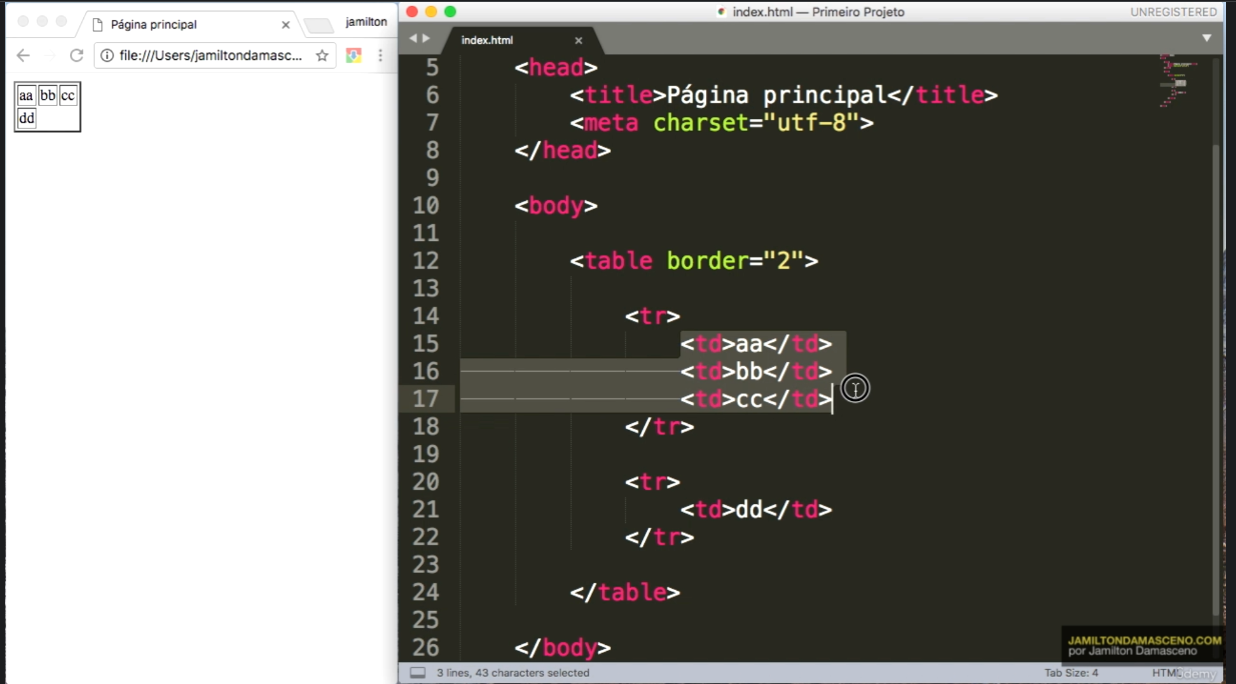 Página principal
jamilton
file:///Users/jamiltondamasc...
aa bb cc
dd
index.html — Primeiro Projeto
UNREGISTERED
index.html
5 <head>
6 <title>Página principal</title>
7 <meta charset="utf-8">
8 </head>
9
10 <body>
11
12 <table border="2">
13
14 <tr>
15 <td>aa</td>
16 <td>bb</td>
17 <td>cc</td>
18 </tr>
19
20 <tr>
21 <td>dd</td>
22 </tr>
23
24 </table>
25
26 </body>
JAMILTONDAMASCENO.COM
por Jamilton Damasceno
3 lines, 43 characters selected
Tab Size: 4
HTML
Udemy